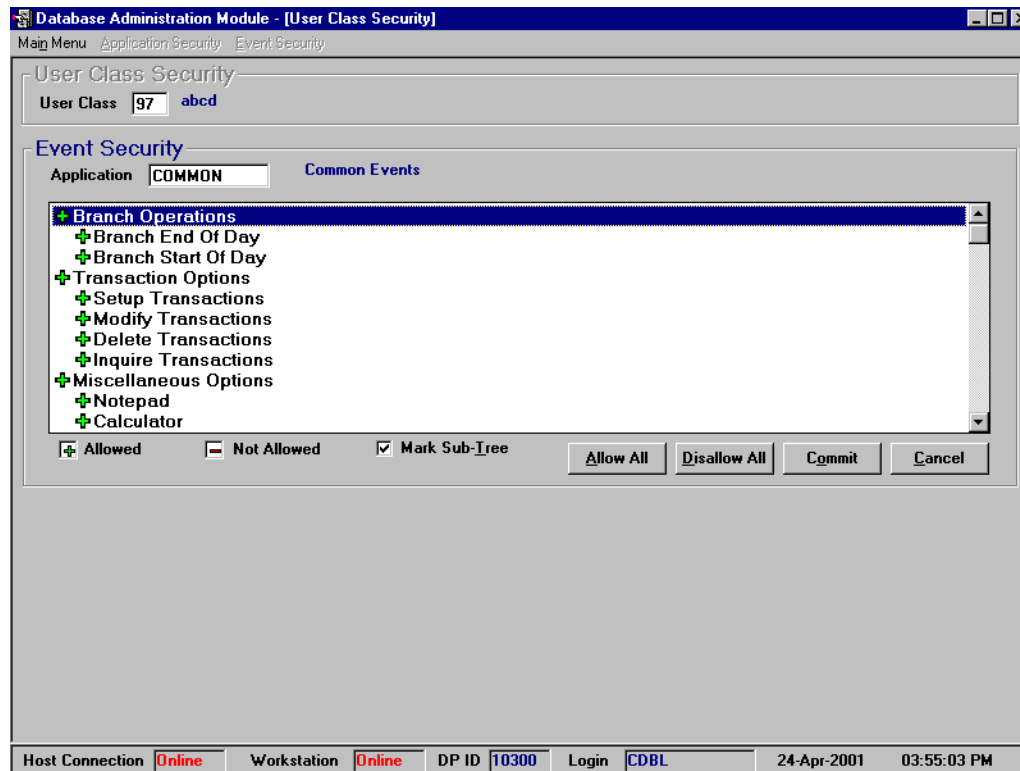 Database Administration Module - [User Class Security]
Main Menu Application Security Event Security
User Class Security
User Class 97 abcd
Event Security
Application COMMON Common Events
Branch Operations
Branch End Of Day
Branch Start Of Day
Transaction Options
Setup Transactions
Modify Transactions
Delete Transactions
Inquire Transactions
Miscellaneous Options
Notepad
Calculator
Allowed Not Allowed Mark Sub-Tree Allow All Disallow All Commit Cancel
Host Connection Online Workstation Online DP ID 10300 Login CDBL 24-Apr-2001 03:55:03 PM